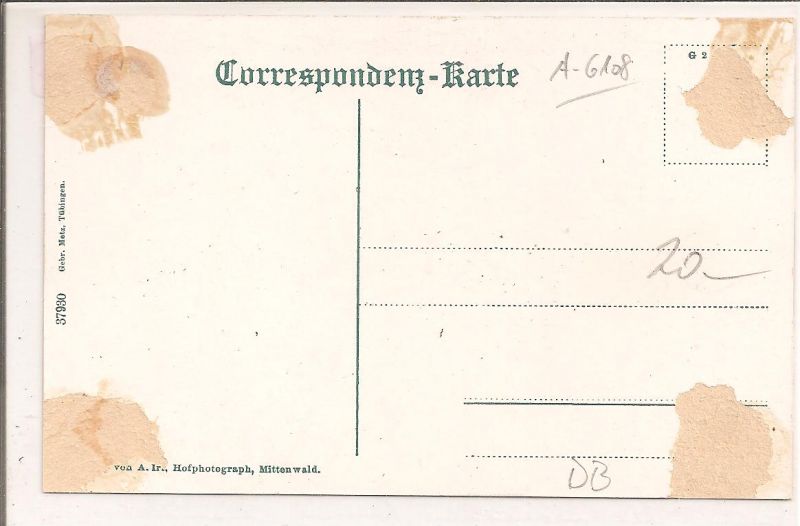 Correspondenz-Karte
A-6108
G 2
20.-
37930 Gebr. Metz, Tübingen.
von A. Ir., Hofphotograph, Mittenwald.
DB